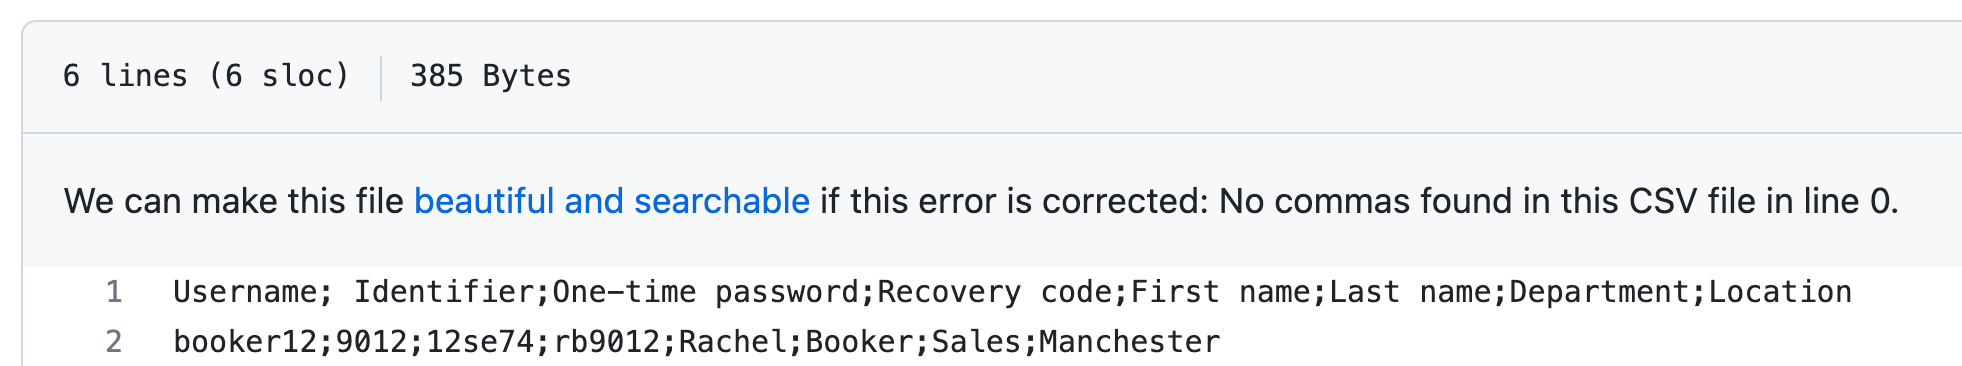 6 lines (6 sloc) 385 Bytes
We can make this file beautiful and searchable if this error is corrected: No commas found in this CSV file in line 0.
1 Username; Identifier;One-time password;Recovery code;First name;Last name;Department;Location
2 booker12;9012;12se74;rb9012;Rachel;Booker;Sales;Manchester